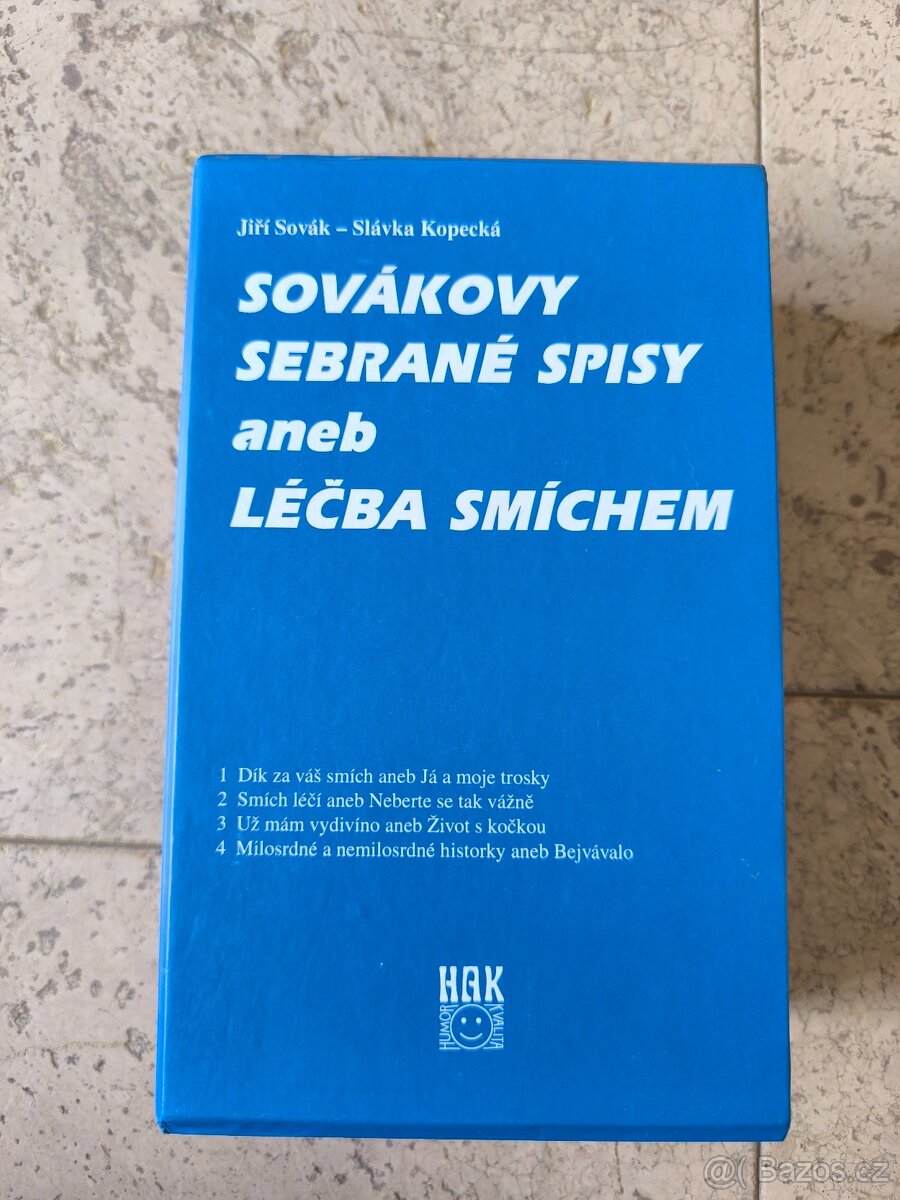 Jiří Sovák – Slávka Kopecká
SOVÁKOVY
SEBRANÉ SPISY
aneb
LÉČBA SMÍCHEM
1 Dík za váš smích aneb Já a moje trosky
2 Smích léčí aneb Neberte se tak vážně
3 Už mám vydivíno aneb Život s kočkou
4 Milosrdné a nemilosrdné historky aneb Bejvávalo
HAK
HUMOR
KVALITA
@( Bazos.cz